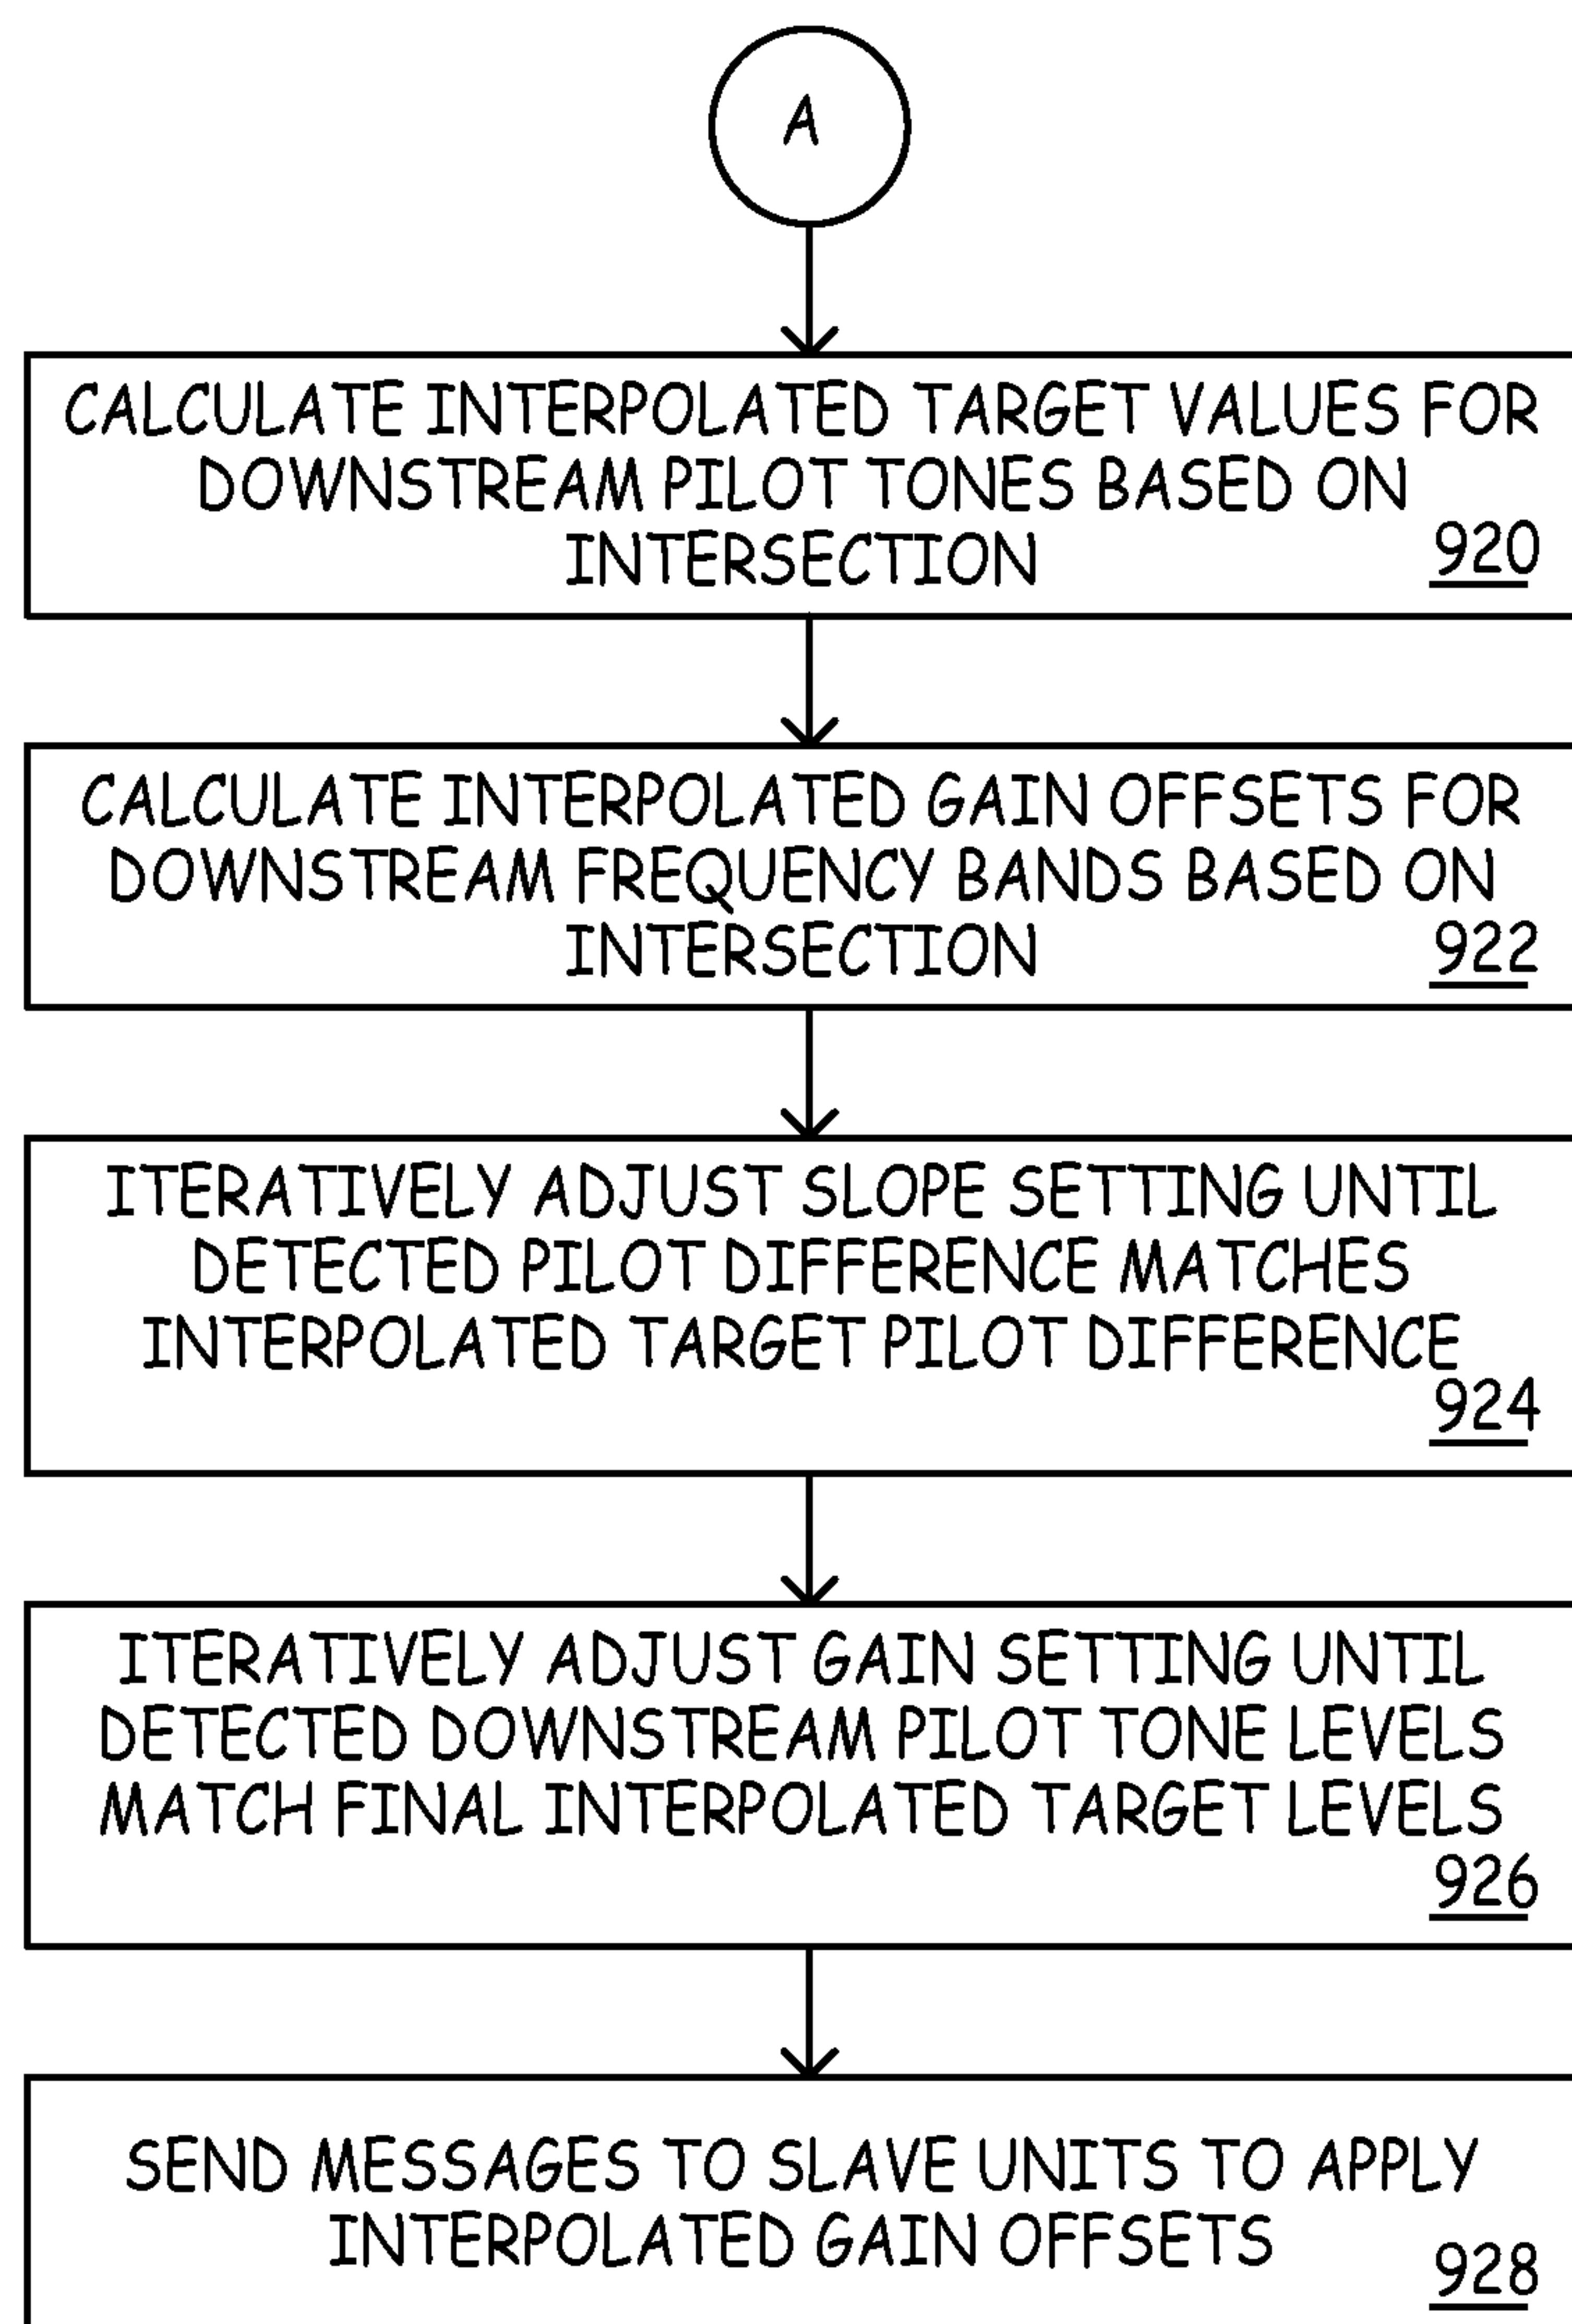 A
CALCULATE INTERPOLATED TARGET VALUES FOR
DOWNSTREAM PILOT TONES BASED ON
INTERSECTION
920
CALCULATE INTERPOLATED GAIN OFFSETS FOR
DOWNSTREAM FREQUENCY BANDS BASED ON
INTERSECTION
922
ITERATIVELY ADJUST SLOPE SETTING UNTIL
DETECTED PILOT DIFFERENCE MATCHES
INTERPOLATED TARGET PILOT DIFFERENCE
924
ITERATIVELY ADJUST GAIN SETTING UNTIL
DETECTED DOWNSTREAM PILOT TONE LEVELS
MATCH FINAL INTERPOLATED TARGET LEVELS
926
SEND MESSAGES TO SLAVE UNITS TO APPLY
INTERPOLATED GAIN OFFSETS
928